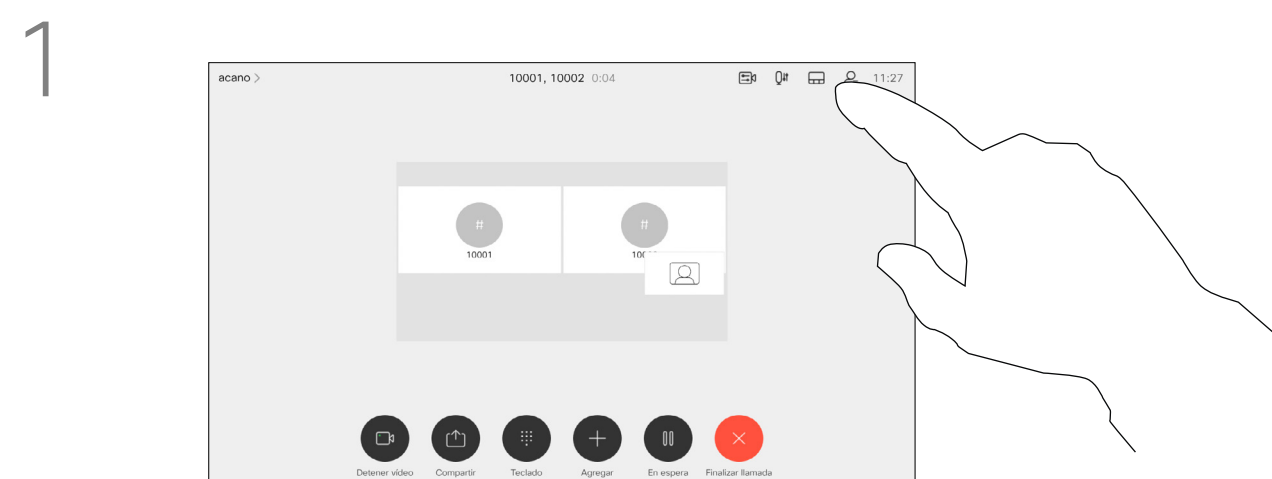 1
acano >
10001, 10002 0:04
11:27
#
#
10001
Detener vídeo
Compartir
Teclado
Agregar
En espera
Finalizar llamada